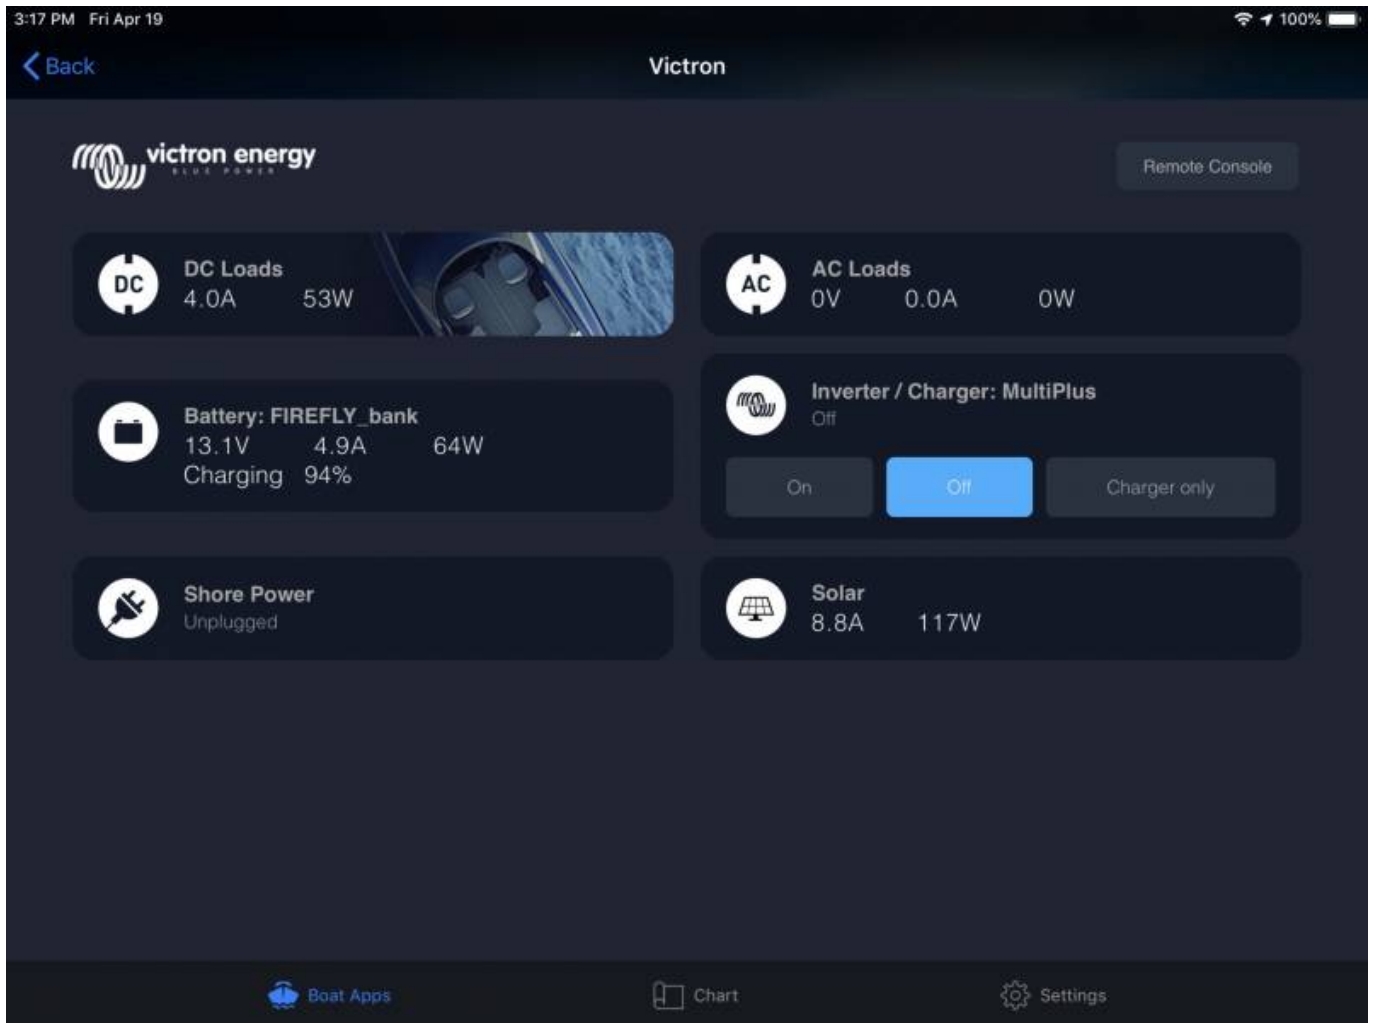 3:17 PM Fri Apr 19
100%
Back
Victron
victron energy
BLUE POWER
Remote Console
DC
DC Loads
4.0A 53W
AC
AC Loads
0V 0.0A 0W
Battery: FIREFLY_bank
13.1V 4.9A 64W
Charging 94%
Inverter / Charger: MultiPlus
Off
On Off Charger only
Shore Power
Unplugged
Solar
8.8A 117W
Boat Apps Chart Settings